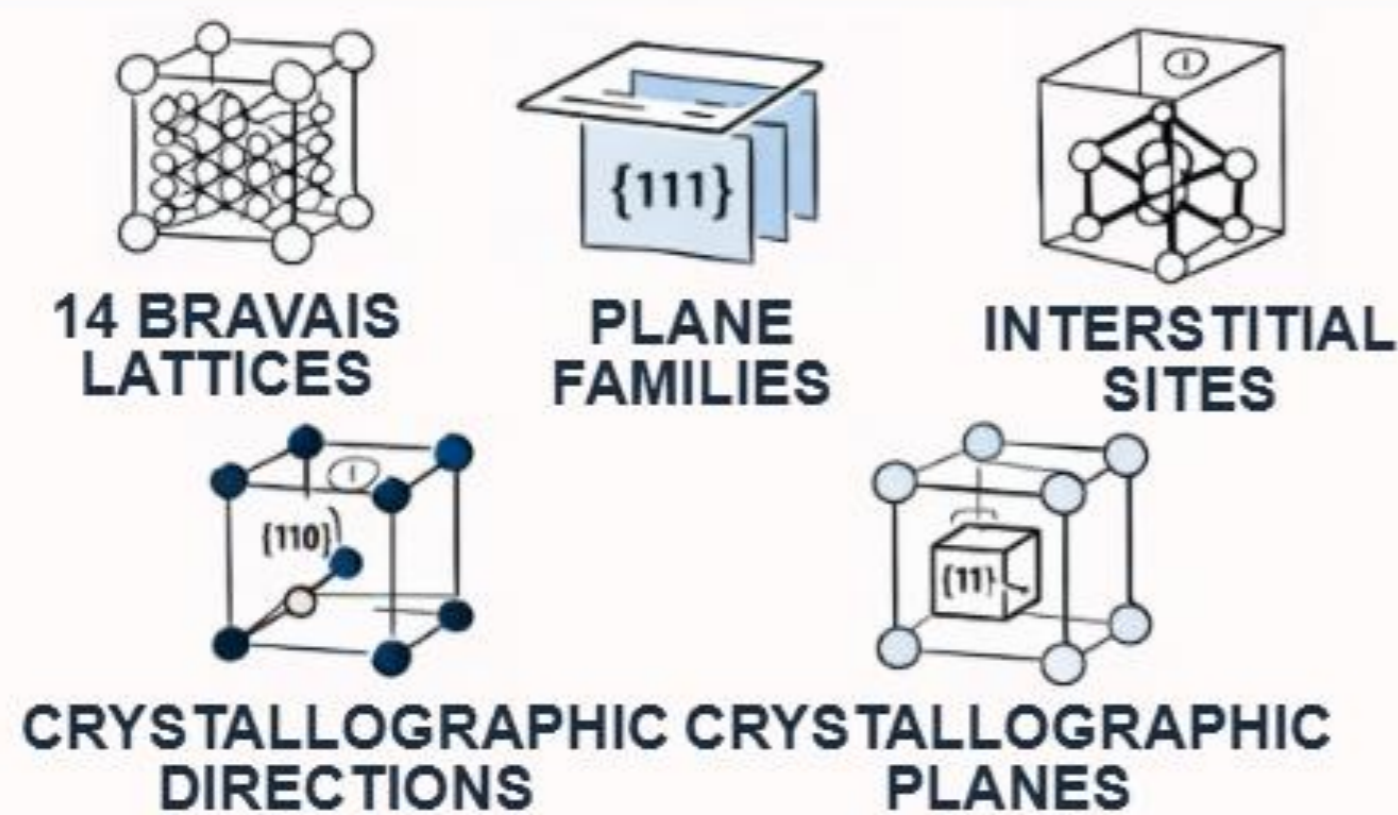 {111}
I
14 BRAVAIS
LATTICES
PLANE
FAMILIES
INTERSTITIAL
SITES
I
{110}
{11}
CRYSTALLOGRAPHIC
DIRECTIONS
CRYSTALLOGRAPHIC
PLANES